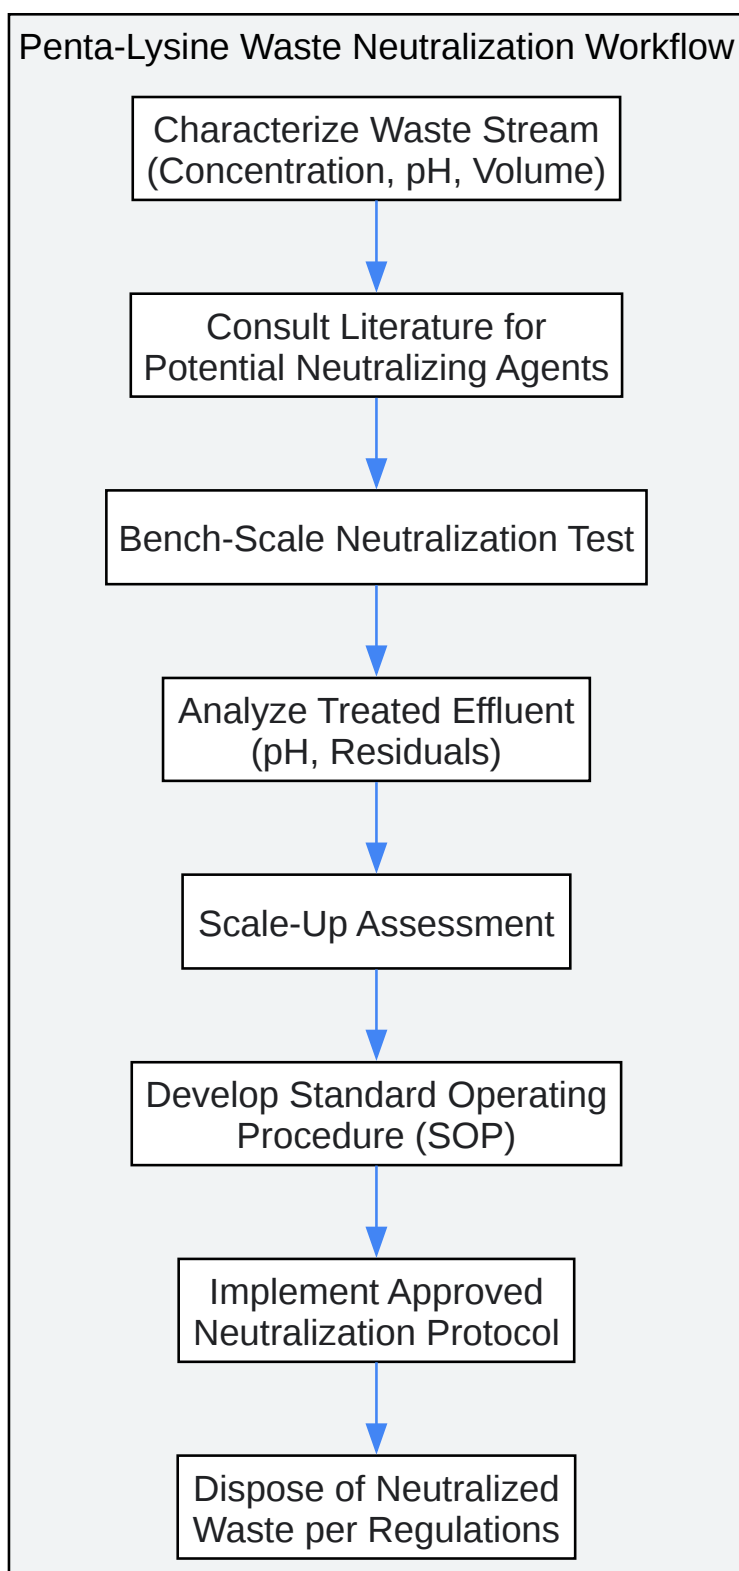 Penta-Lysine Waste Neutralization Workflow
Characterize Waste Stream
(Concentration, pH, Volume)
Consult Literature for
Potential Neutralizing Agents
Bench-Scale Neutralization Test
Analyze Treated Effluent
(pH, Residuals)
Scale-Up Assessment
Develop Standard Operating
Procedure (SOP)
Implement Approved
Neutralization Protocol
Dispose of Neutralized
Waste per Regulations